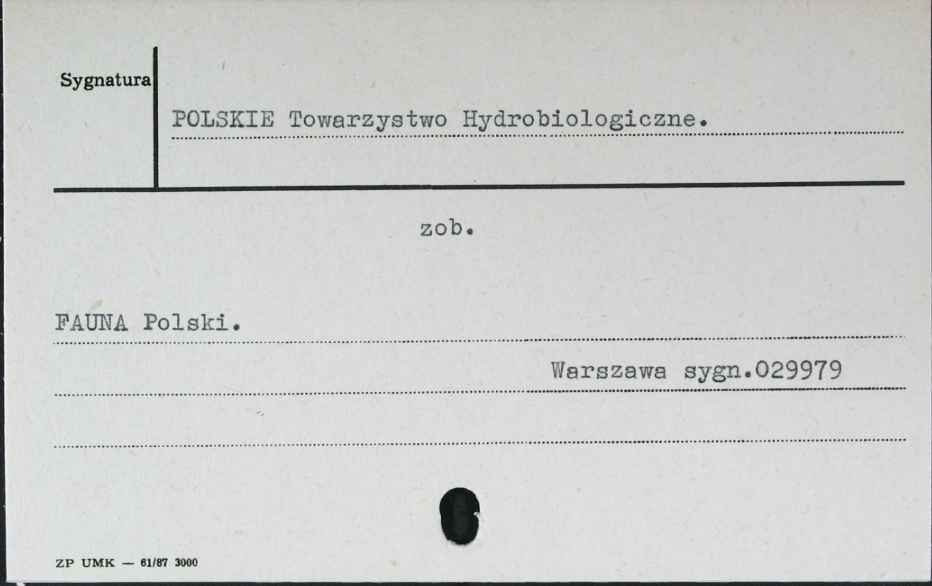 Sygnatura
POLSKIE Towarzystwo Hydrobiologiczne.
zob.
FAUNA Polski.
Warszawa sygn.029979
ZP UMK — 61/87 3000